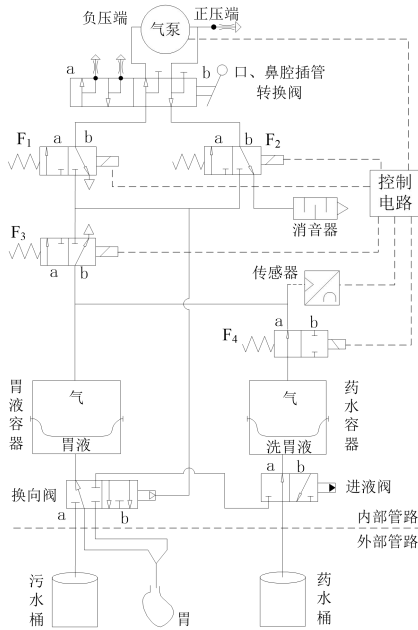 负压端
正压端
气泵
a
b
口、鼻腔插管
转换阀
F1
a
b
a
b
F2
控制
电路
消音器
F3
a
b
传感器
a
b
F4
胆液容器
气
胆液
气
洗胃液
药水容器
换向阀
a
b
a
b
进液阀
内部管路
外部管路
污水桶
胃
药水桶